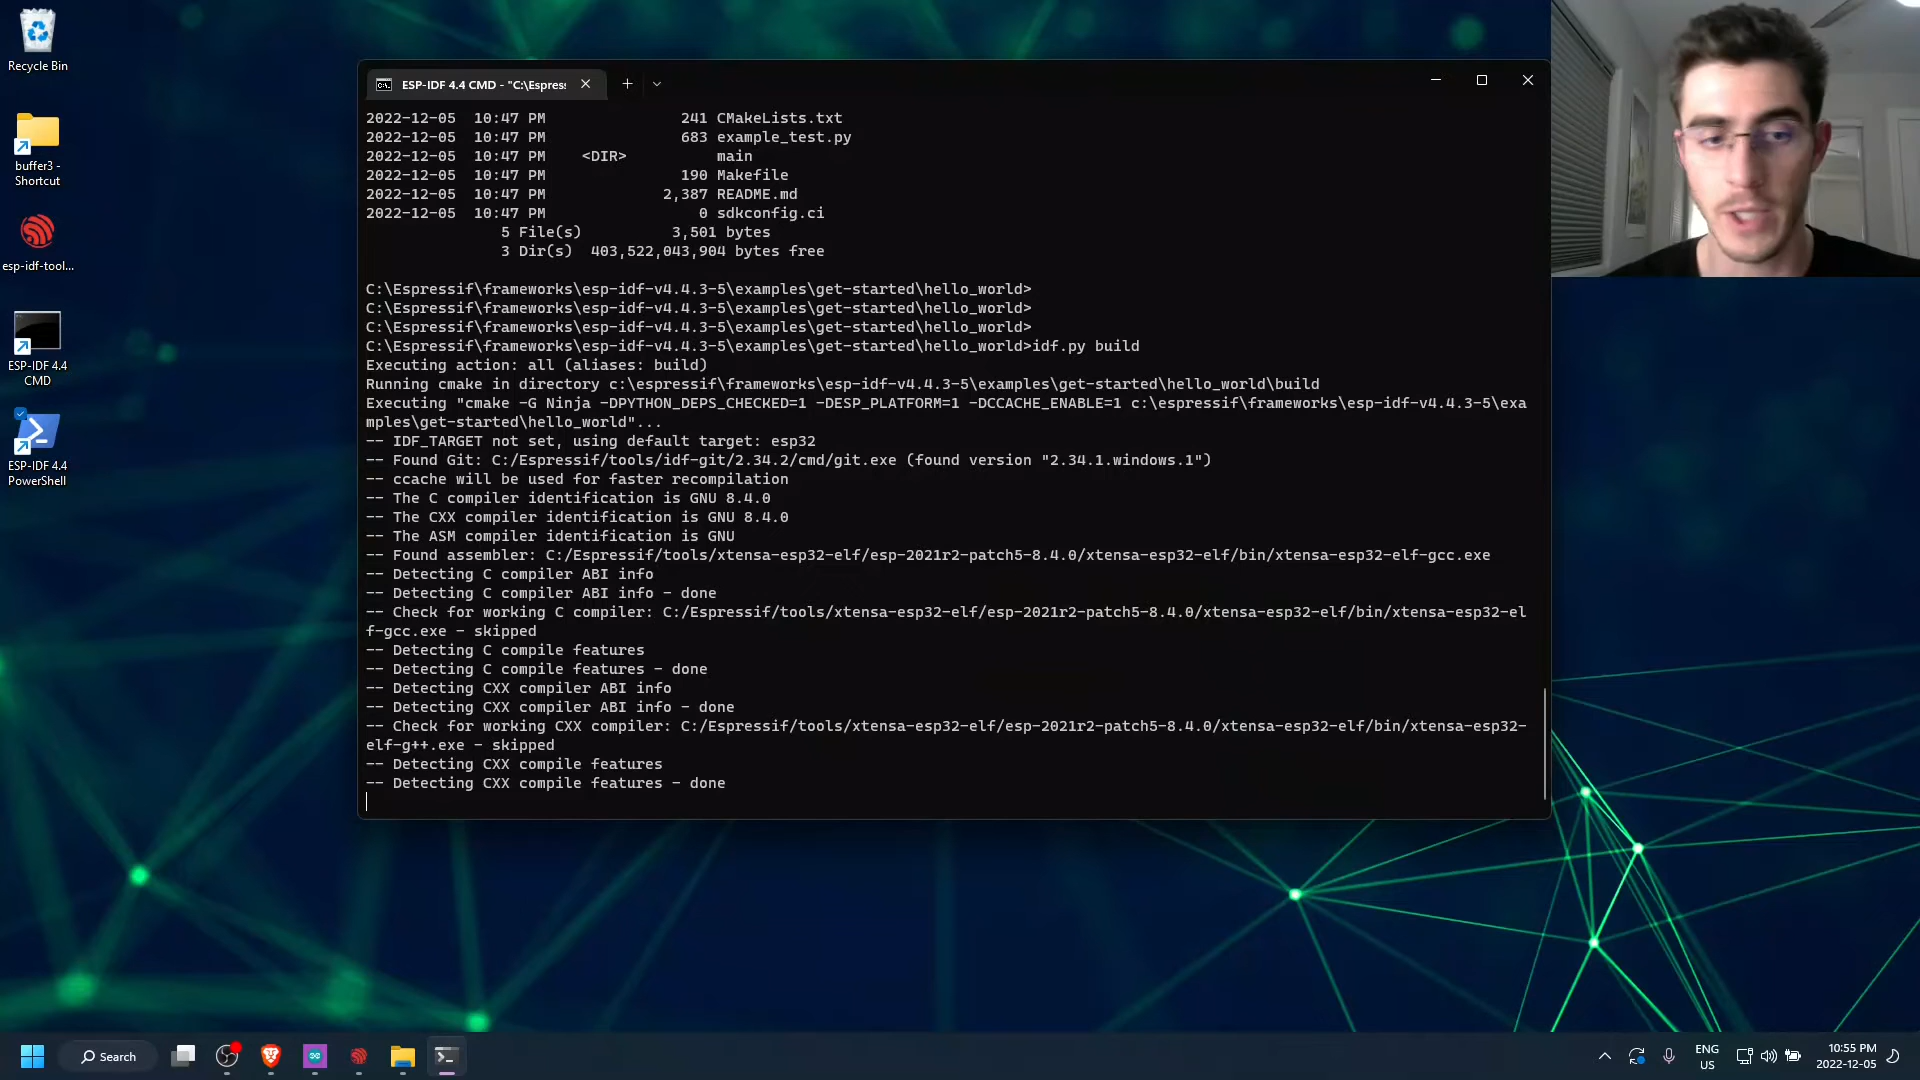 Recycle Bin
buffer3 -
Shortcut
esp-idf-tool...
ESP-IDF 4.4
CMD
ESP-IDF 4.4
PowerShell
ESP-IDF 4.4 CMD - "C:\Espres:
2022-12-05  10:47 PM               241 CMakeLists.txt
2022-12-05  10:47 PM               683 example_test.py
2022-12-05  10:47 PM    <DIR>          main
2022-12-05  10:47 PM               190 Makefile
2022-12-05  10:47 PM             2,387 README.md
2022-12-05  10:47 PM                 0 sdkconfig.ci
5 File(s)          3,501 bytes
3 Dir(s)  403,522,043,904 bytes free
C:\Espressif\frameworks\esp-idf-v4.4.3-5\examples\get-started\hello_world>
C:\Espressif\frameworks\esp-idf-v4.4.3-5\examples\get-started\hello_world>
C:\Espressif\frameworks\esp-idf-v4.4.3-5\examples\get-started\hello_world>
C:\Espressif\frameworks\esp-idf-v4.4.3-5\examples\get-started\hello_world>idf.py build
Executing action: all (aliases: build)
Running cmake in directory c:\espressif\frameworks\esp-idf-v4.4.3-5\examples\get-started\hello_world\build
Executing "cmake -G Ninja -DPYTHON_DEPS_CHECKED=1 -DESP_PLATFORM=1 -DCCACHE_ENABLE=1 c:\espressif\frameworks\esp-idf-v4.4.3-5\exa
mples\get-started\hello_world"...
-- IDF_TARGET not set, using default target: esp32
-- Found Git: C:/Espressif/tools/idf-git/2.34.2/cmd/git.exe (found version "2.34.1.windows.1")
-- ccache will be used for faster recompilation
-- The C compiler identification is GNU 8.4.0
-- The CXX compiler identification is GNU 8.4.0
-- The ASM compiler identification is GNU
-- Found assembler: C:/Espressif/tools/xtensa-esp32-elf/esp-2021r2-patch5-8.4.0/xtensa-esp32-elf/bin/xtensa-esp32-elf-gcc.exe
-- Detecting C compiler ABI info
-- Detecting C compiler ABI info - done
-- Check for working C compiler: C:/Espressif/tools/xtensa-esp32-elf/esp-2021r2-patch5-8.4.0/xtensa-esp32-elf/bin/xtensa-esp32-el
f-gcc.exe - skipped
-- Detecting C compile features
-- Detecting C compile features - done
-- Detecting CXX compiler ABI info
-- Detecting CXX compiler ABI info - done
-- Check for working CXX compiler: C:/Espressif/tools/xtensa-esp32-elf/esp-2021r2-patch5-8.4.0/xtensa-esp32-elf/bin/xtensa-esp32-
elf-g++.exe - skipped
-- Detecting CXX compile features
-- Detecting CXX compile features - done
Search
ENG
US
10:55 PM
2022-12-05